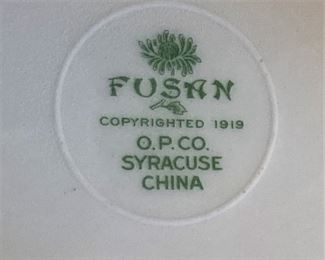 FUSAN
COPYRIGHTED 1919
O.P.CO.
SYRACUSE
CHINA